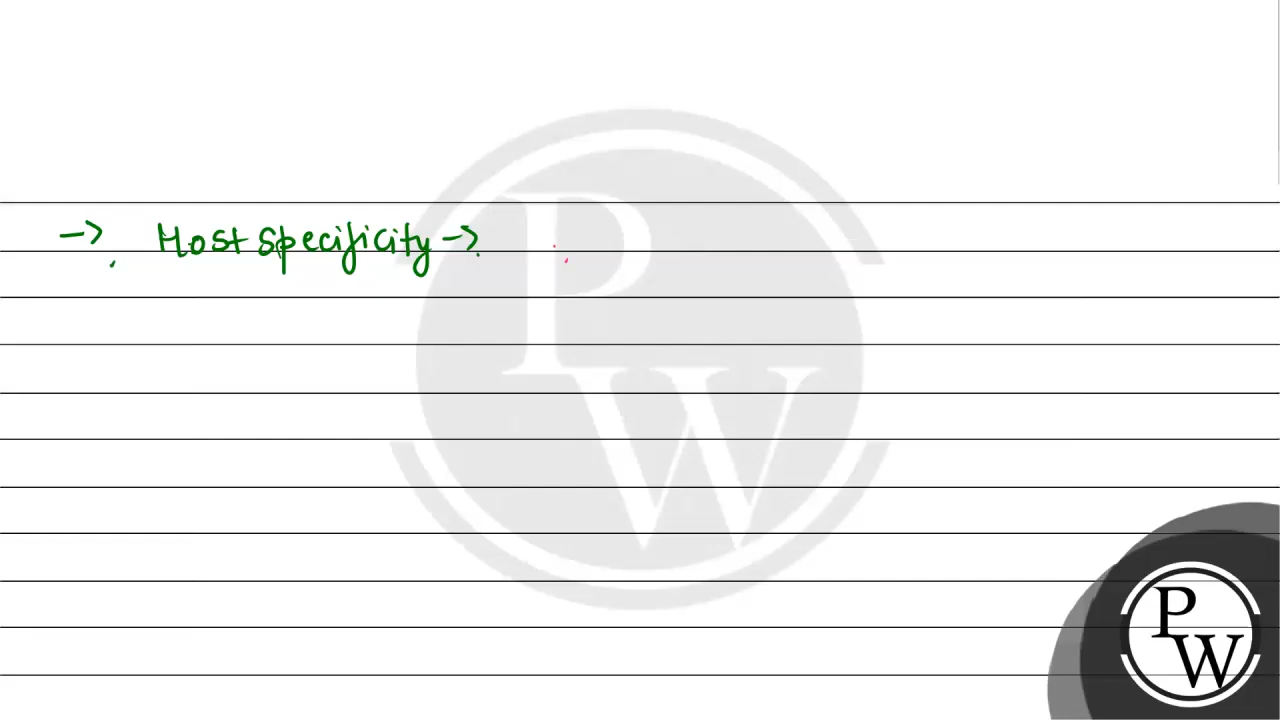 → Host specificity →
P
W
P
W